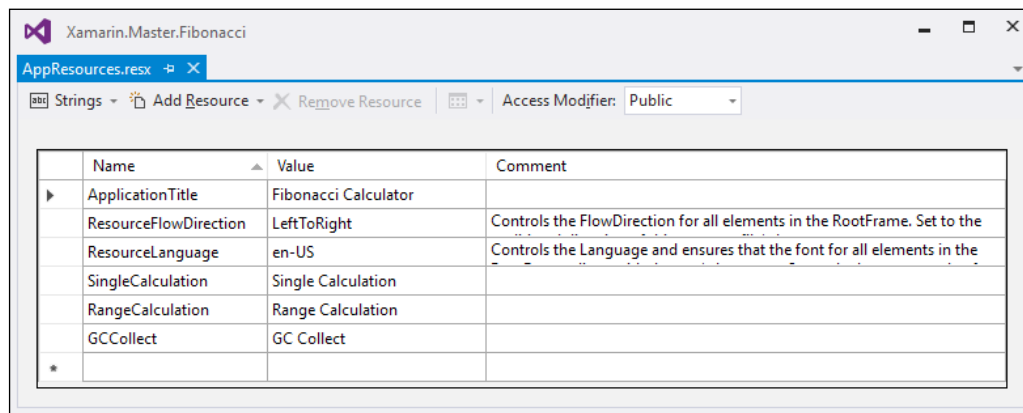 Xamarin.Master.Fibonacci
AppResources.resx
abc Strings Add Resource Remove Resource Access Modifier: Public
Name Value Comment
ApplicationTitle Fibonacci Calculator
ResourceFlowDirection LeftToRight Controls the FlowDirection for all elements in the RootFrame. Set to the
ResourceLanguage en-US Controls the Language and ensures that the font for all elements in the
SingleCalculation Single Calculation
RangeCalculation Range Calculation
GCCollect GC Collect
*